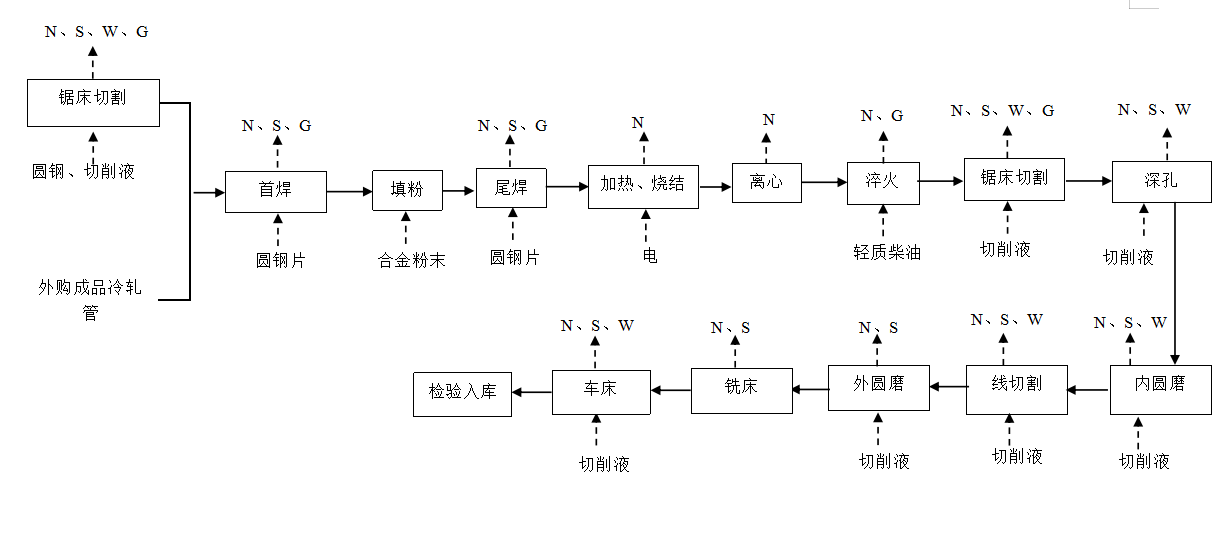 N、S、W、G
锯床切割
圆钢、切削液
外购成品冷轧
管
N、S、G
首焊
圆钢片
填粉
合金粉末
N、S、G
尾焊
圆钢片
N
加热、烧结
电
N
离心
N、G
淬火
轻质柴油
N、S、W、G
锯床切割
切削液
N、S、W
深孔
切削液
N、S、W
内圆磨
切削液
N、S、W
线切割
切削液
N、S
外圆磨
切削液
N、S
铣床
N、S、W
车床
切削液
检验入库